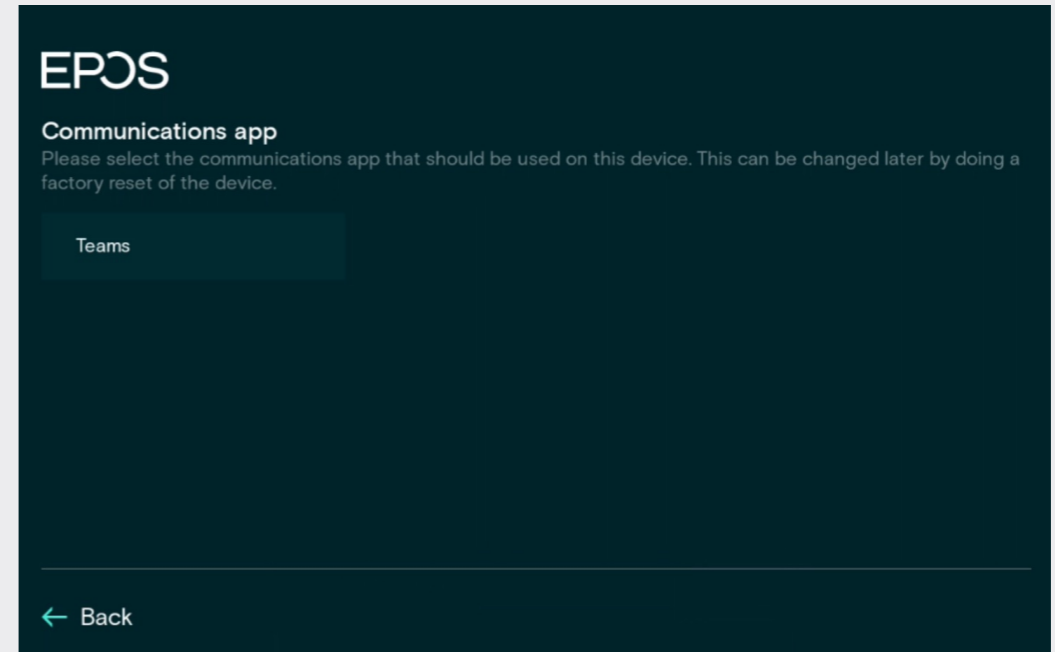 EPOS
Communications app
Please select the communications app that should be used on this device. This can be changed later by doing a
factory reset of the device.
Teams
← Back